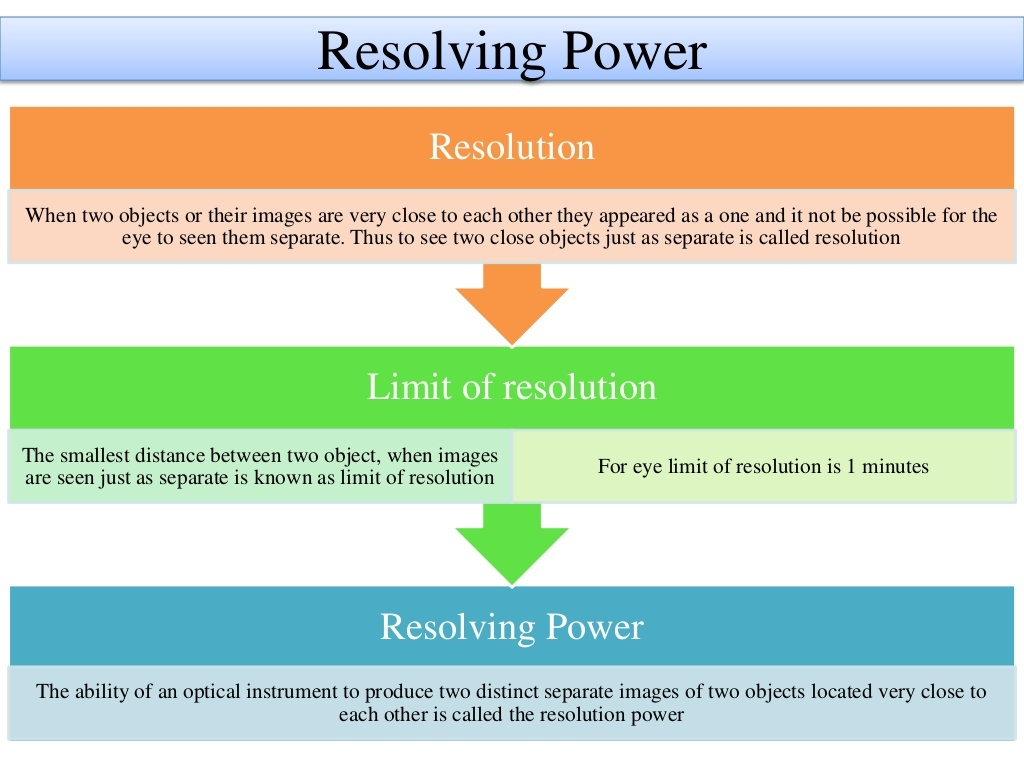 Resolving Power
Resolution
When two objects or their images are very close to each other they appeared as a one and it not be possible for the
eye to seen them separate. Thus to see two close objects just as separate is called resolution
Limit of resolution
The smallest distance between two object, when images
are seen just as separate is known as limit of resolution
For eye limit of resolution is 1 minutes
Resolving Power
The ability of an optical instrument to produce two distinct separate images of two objects located very close to
each other is called the resolution power